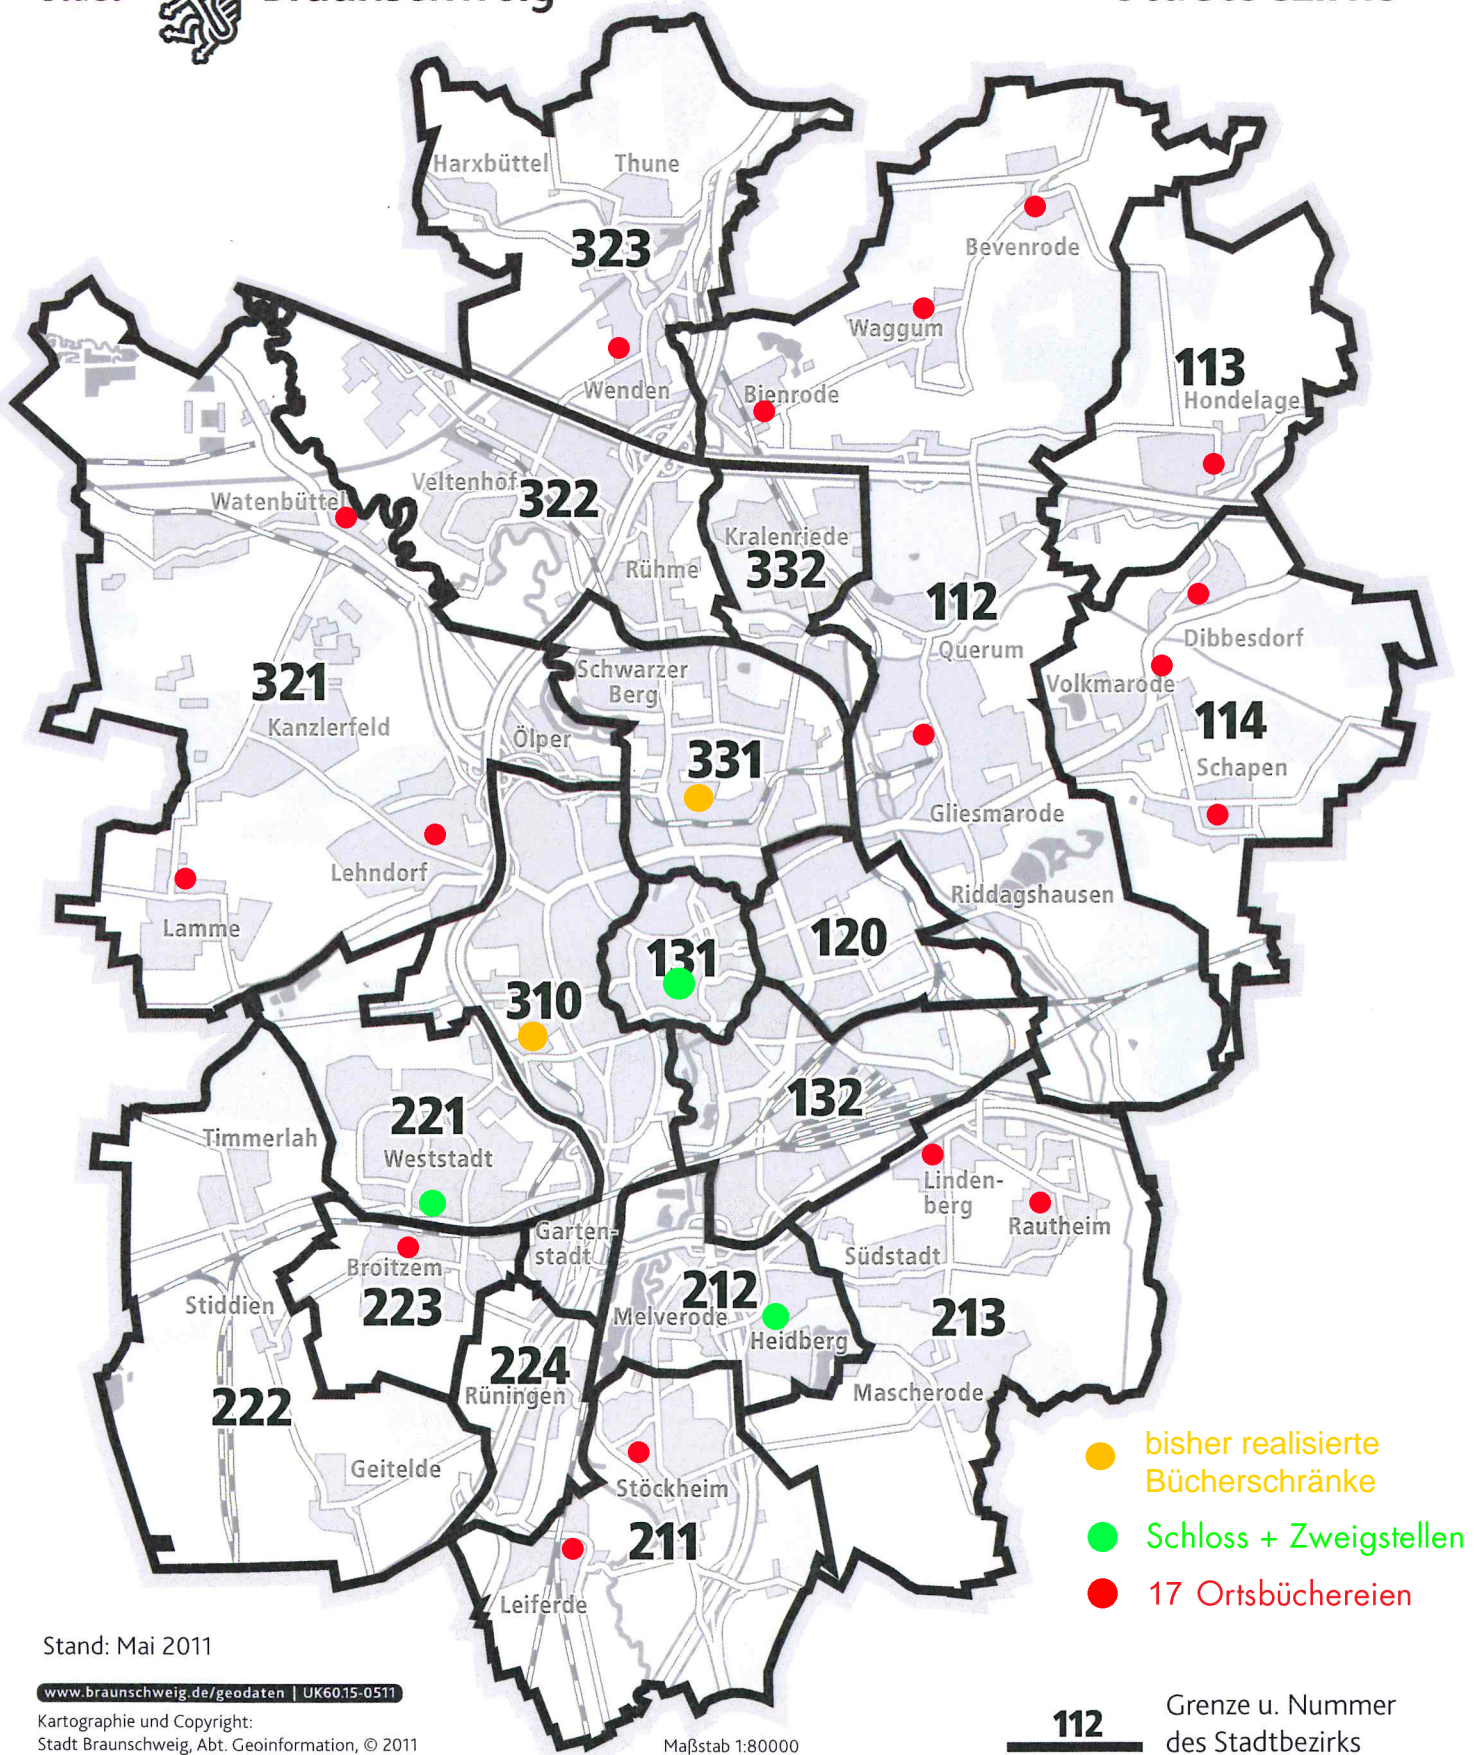 Harxbüttel
Thune
323
Bevenrode
Waggum
113
Hondelage
Wenden
Bienrode
Veltenhof
322
Watenbüttel
Kralenriede
332
Rühme
112
Querum
Dibbesdorf
Volkmarode
114
Schapen
321
Kanzlerfeld
Schwarzer
Berg
Ölper
331
Gliesmarode
Lehndorf
Riddagshausen
Lamme
120
131
310
132
221
Weststadt
Timmerlah
Linden-
berg
Rautheim
Garten-
stadt
Südstadt
Broitzem
223
Stiddien
212
Melverode
Heidberg
213
224
Rüningen
222
Mascherode
Geitelde
Stöckheim
211
Leiferde
bisher realisierte
Bücherschränke
Schloss + Zweigstellen
17 Ortsbüchereien
Stand: Mai 2011
www.braunschweig.de/geodaten | UK60.15-0511
Kartographie und Copyright:
Stadt Braunschweig, Abt. Geoinformation, © 2011
Maßstab 1:80000
112
Grenze u. Nummer
des Stadtbezirks